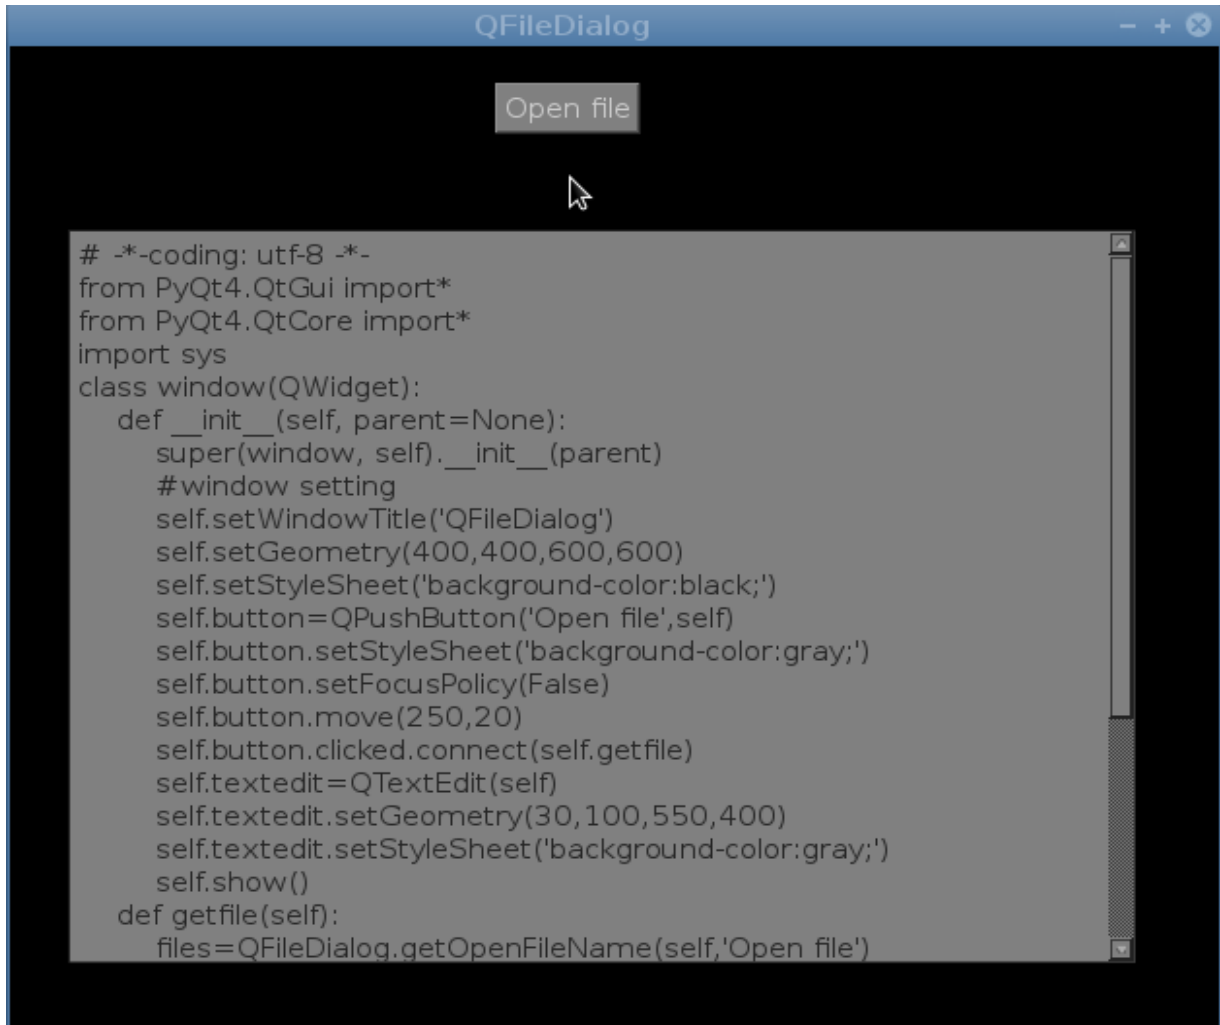 QFileDialog
Open file
# -*-coding: utf-8 -*-
from PyQt4.QtGui import*
from PyQt4.QtCore import*
import sys
class window(QWidget):
    def __init__(self, parent=None):
        super(window, self).__init__(parent)
        #window setting
        self.setWindowTitle('QFileDialog')
        self.setGeometry(400,400,600,600)
        self.setStyleSheet('background-color:black;')
        self.button=QPushButton('Open file',self)
        self.button.setStyleSheet('background-color:gray;')
        self.button.setFocusPolicy(False)
        self.button.move(250,20)
        self.button.clicked.connect(self.getfile)
        self.textedit=QTextEdit(self)
        self.textedit.setGeometry(30,100,550,400)
        self.textedit.setStyleSheet('background-color:gray;')
        self.show()
    def getfile(self):
        files=QFileDialog.getOpenFileName(self,'Open file')